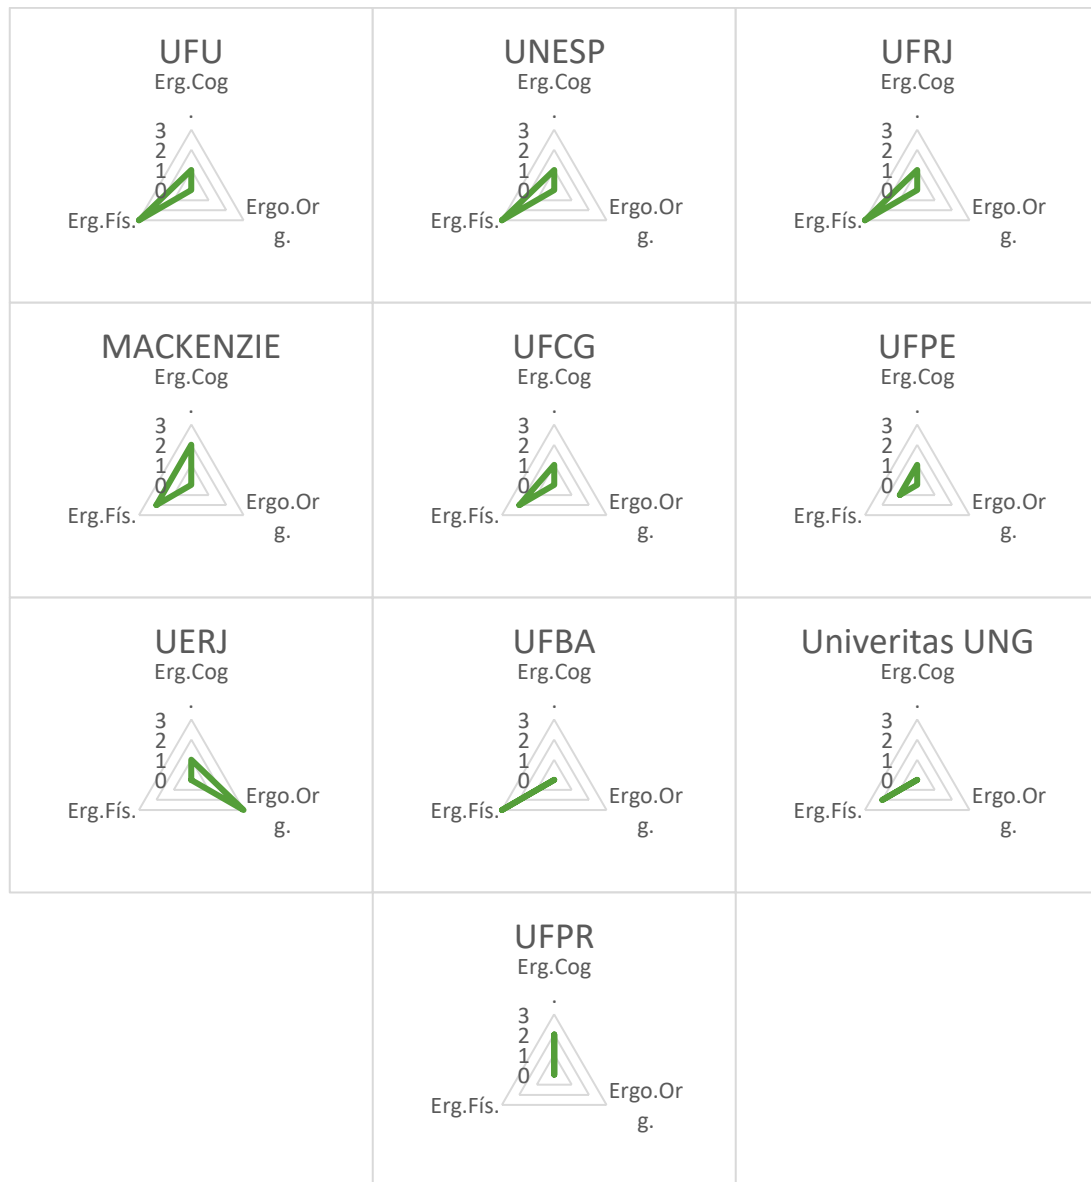 UFU
Erg.Cog
.
3
2
1
0
Erg.Fís.
Ergo.Or
g.
UNESP
Erg.Cog
.
3
2
1
0
Erg.Fís.
Ergo.Or
g.
UFRJ
Erg.Cog
.
3
2
1
0
Erg.Fís.
Ergo.Or
g.
MACKENZIE
Erg.Cog
.
3
2
1
0
Erg.Fís.
Ergo.Or
g.
UFCG
Erg.Cog
.
3
2
1
0
Erg.Fís.
Ergo.Or
g.
UFPE
Erg.Cog
.
3
2
1
0
Erg.Fís.
Ergo.Or
g.
UERJ
Erg.Cog
.
3
2
1
0
Erg.Fís.
Ergo.Or
g.
UFBA
Erg.Cog
.
3
2
1
0
Erg.Fís.
Ergo.Or
g.
Univeritas UNG
Erg.Cog
.
3
2
1
0
Erg.Fís.
Ergo.Or
g.
UFPR
Erg.Cog
.
3
2
1
0
Erg.Fís.
Ergo.Or
g.